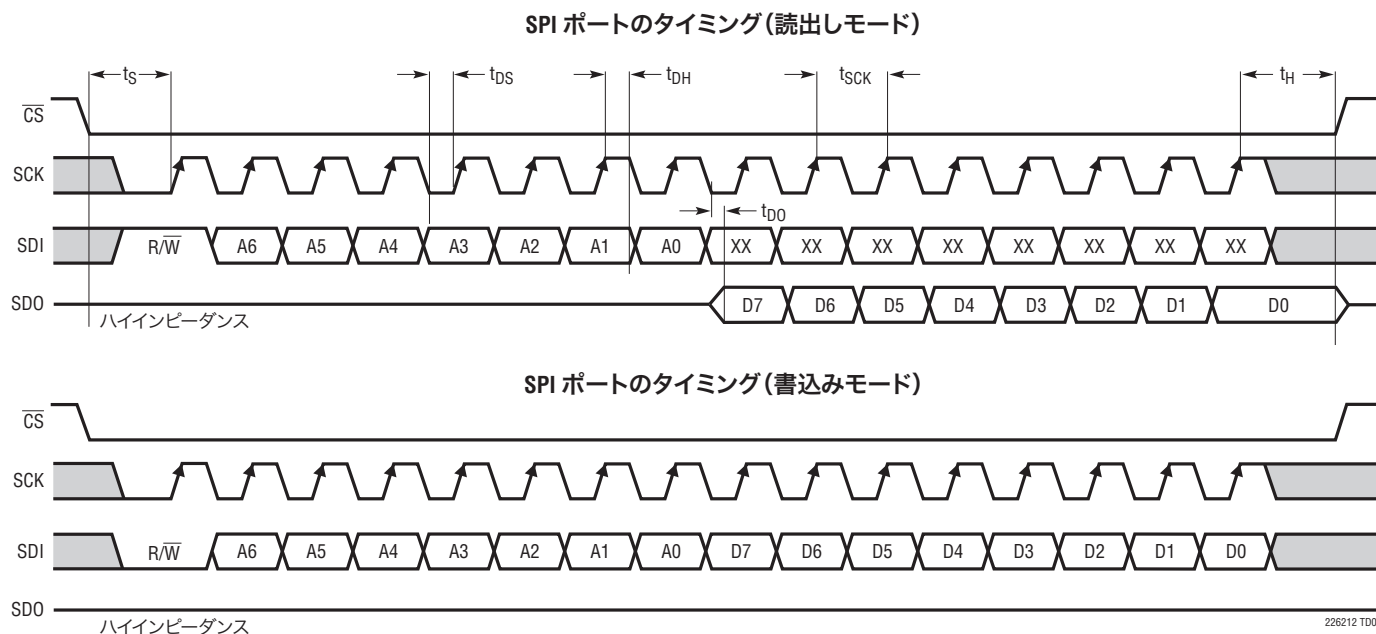 SPI ポートのタイミング（読出しモード）
tS tDS tDH tSCK tH
CS
SCK
tDO
SDI R/W A6 A5 A4 A3 A2 A1 A0 XX XX XX XX XX XX XX XX
SDO D7 D6 D5 D4 D3 D2 D1 D0
ハイインピーダンス
SPI ポートのタイミング（書込みモード）
CS
SCK
SDI R/W A6 A5 A4 A3 A2 A1 A0 D7 D6 D5 D4 D3 D2 D1 D0
SDO
ハイインピーダンス